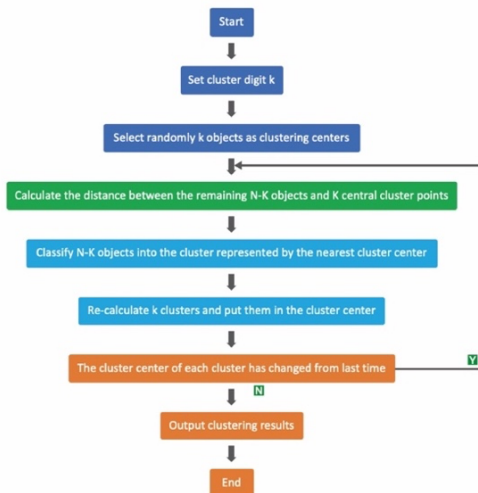 Start
Set cluster digit k
Select randomly k objects as clustering centers
Calculate the distance between the remaining N-K objects and K central cluster points
Classify N-K objects into the cluster represented by the nearest cluster center
Re-calculate k clusters and put them in the cluster center
The cluster center of each cluster has changed from last time
Y
N
Output clustering results
End